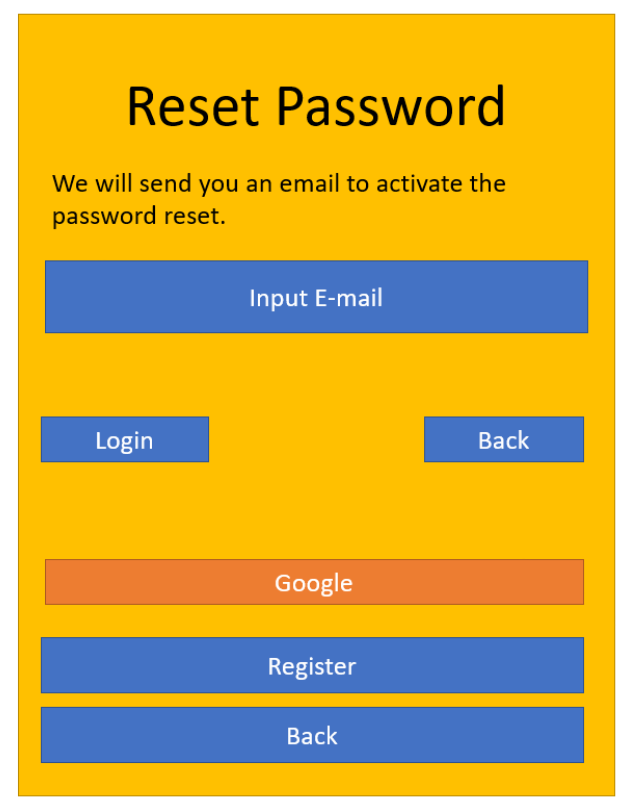 Reset Password
We will send you an email to activate the
password reset.
Input E-mail
Login
Back
Google
Register
Back